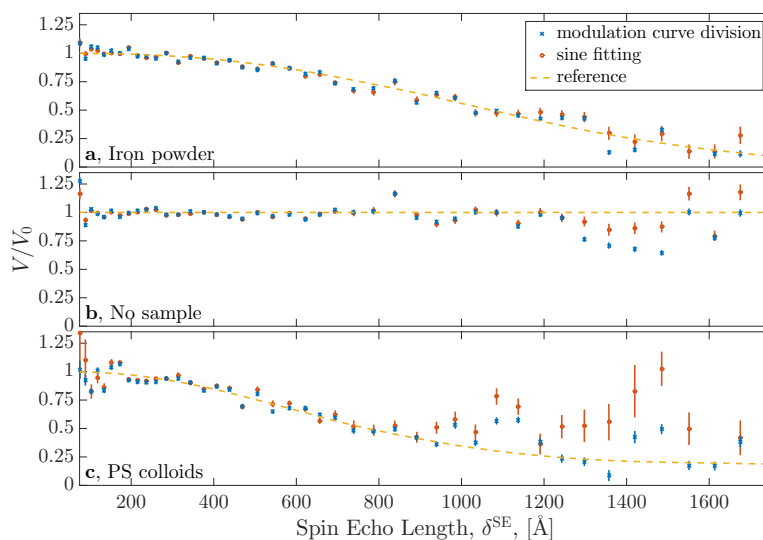 1.25
1
0.75
0.5
0.25
0
modulation curve division
sine fitting
reference
a, Iron powder
1.25
1
0.75
0.5
0.25
0
b, No sample
V/V₀
1.25
1
0.75
0.5
0.25
0
c, PS colloids
200 400 600 800 1000 1200 1400 1600
Spin Echo Length, δ^SE, [Å]